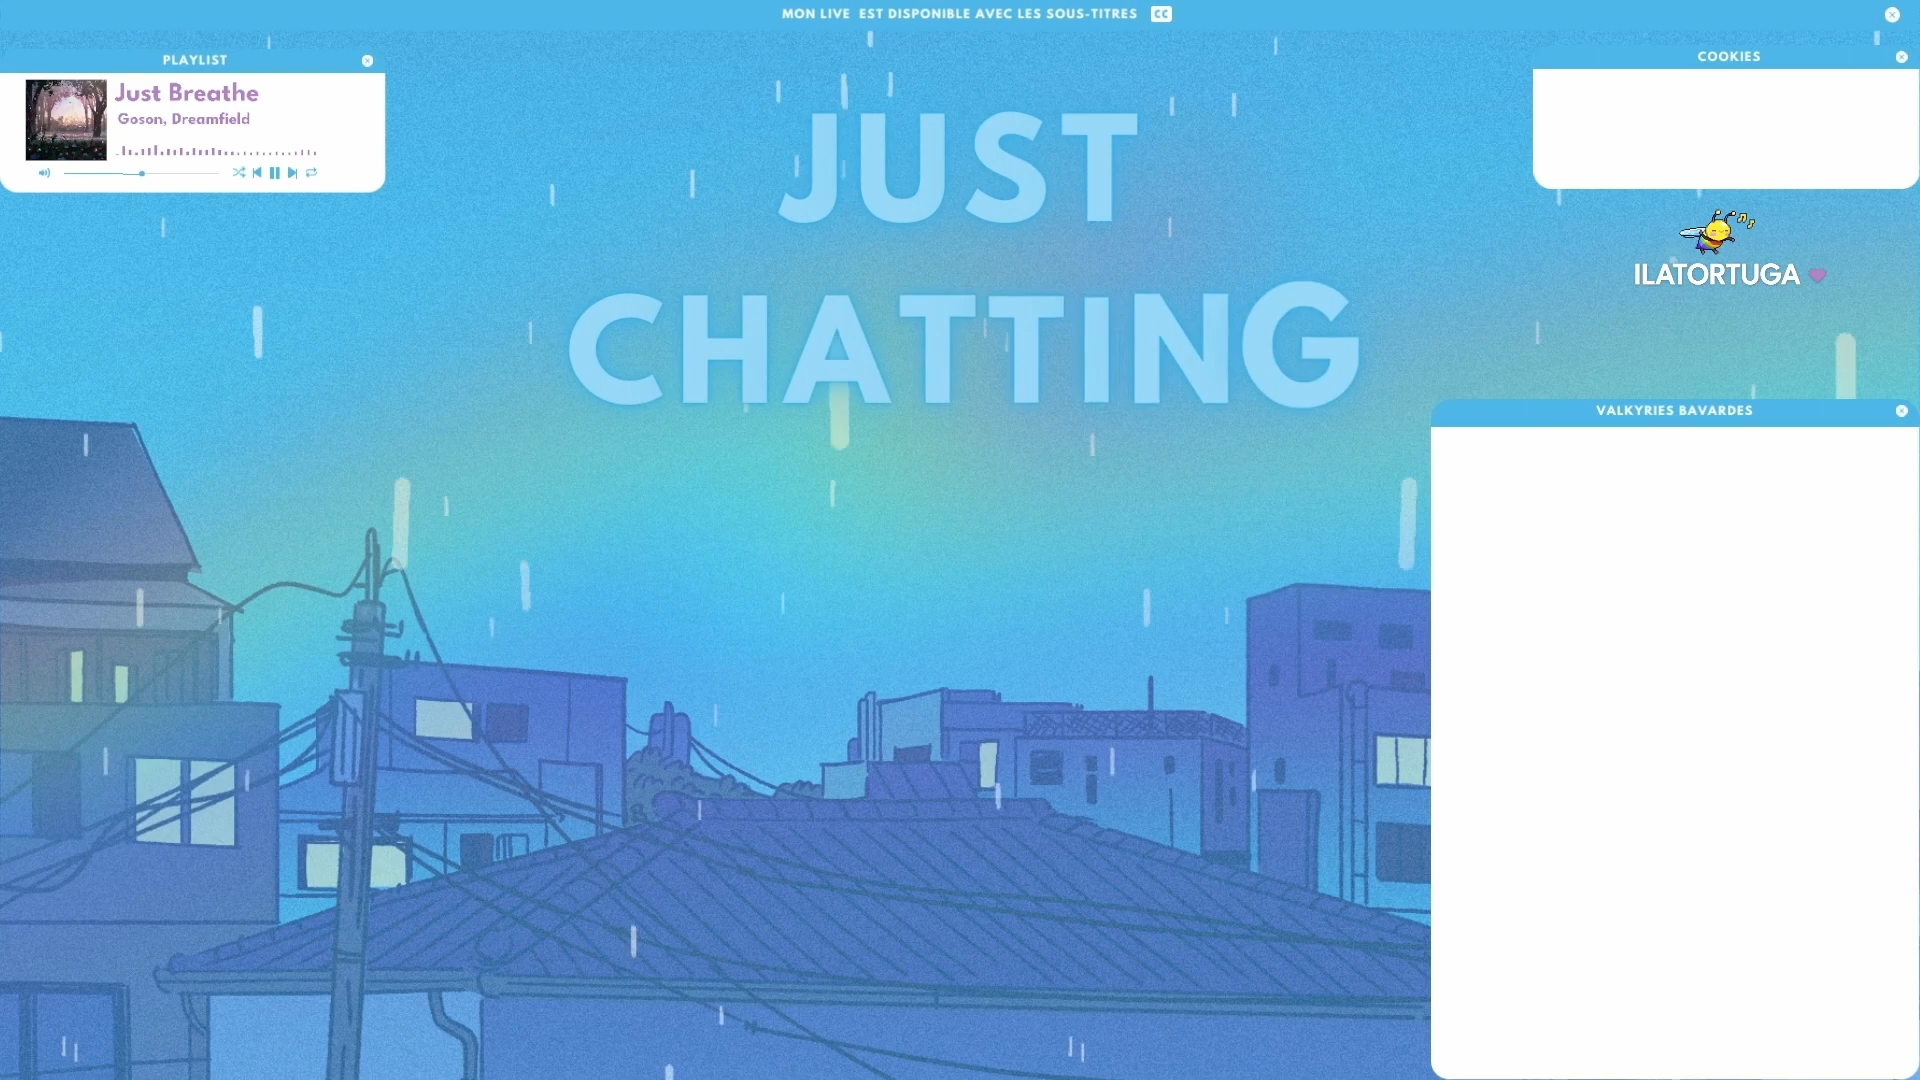 MON LIVE EST DISPONIBLE AVEC LES SOUS-TITRES CC
PLAYLIST
Just Breathe
Goson, Dreamfield
COOKIES
JUST
CHATTING
ILATORTUGA
VALKYRIES BAVARDES